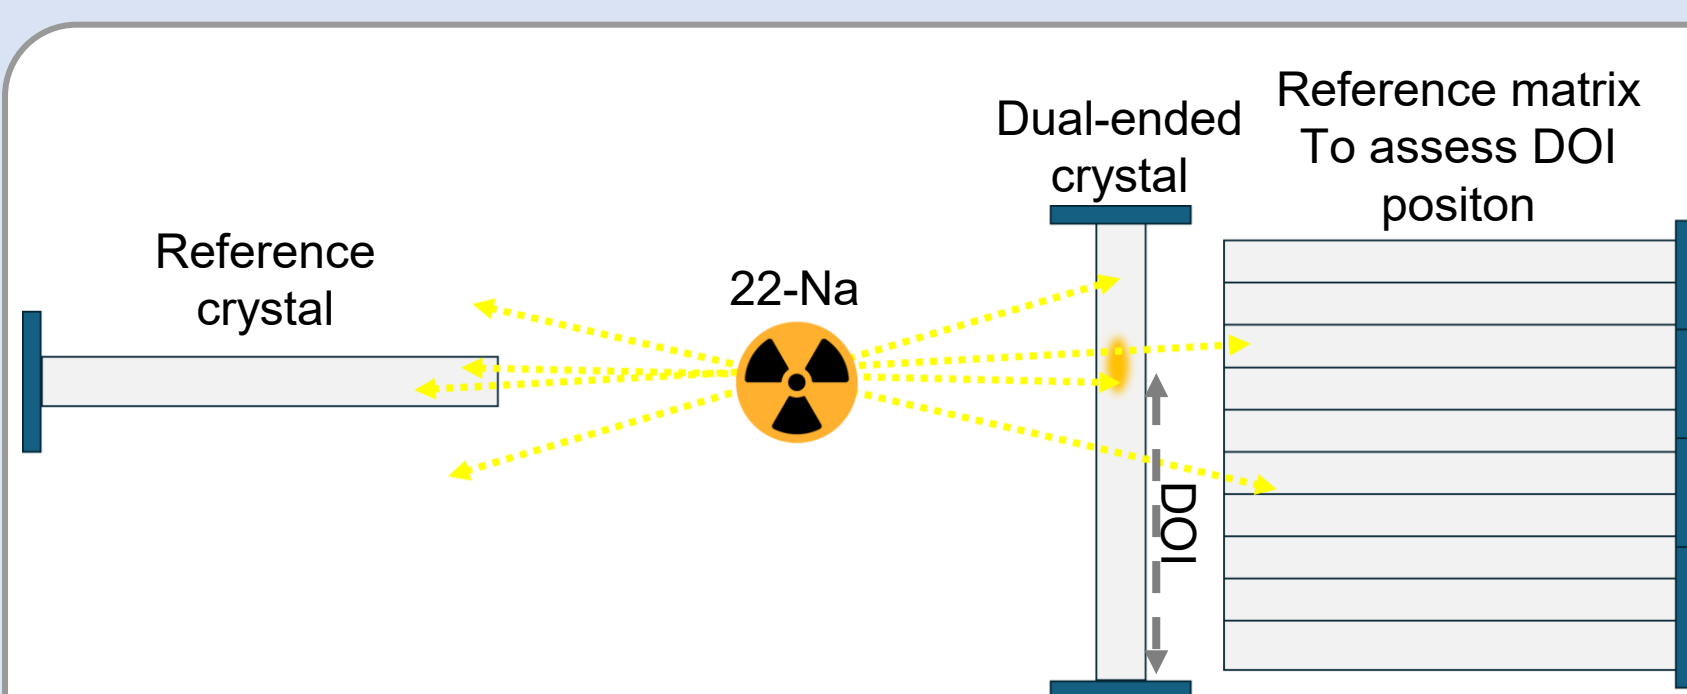 Reference
crystal
22-Na
Dual-ended
crystal
Reference matrix
To assess DOI
positon
DOI